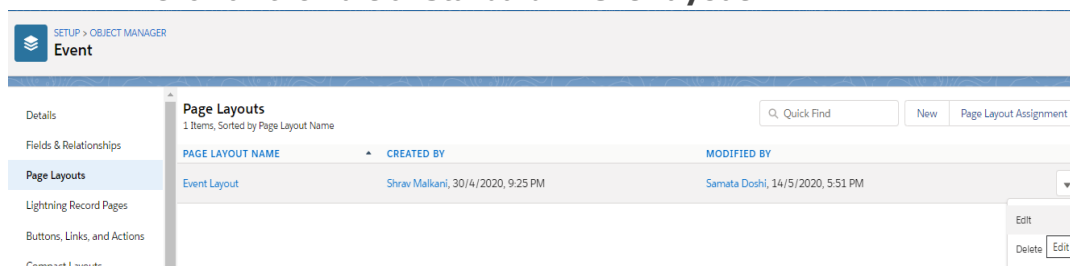 SETUP > OBJECT MANAGER
Event
Details
Fields & Relationships
Page Layouts
Lightning Record Pages
Buttons, Links, and Actions
Compact Layouts
Page Layouts
1 Items, Sorted by Page Layout Name
Quick Find
New
Page Layout Assignment
PAGE LAYOUT NAME
CREATED BY
MODIFIED BY
Event Layout
Shrav Malkani, 30/4/2020, 9:25 PM
Samata Doshi, 14/5/2020, 5:51 PM
Edit
Delete
Edit